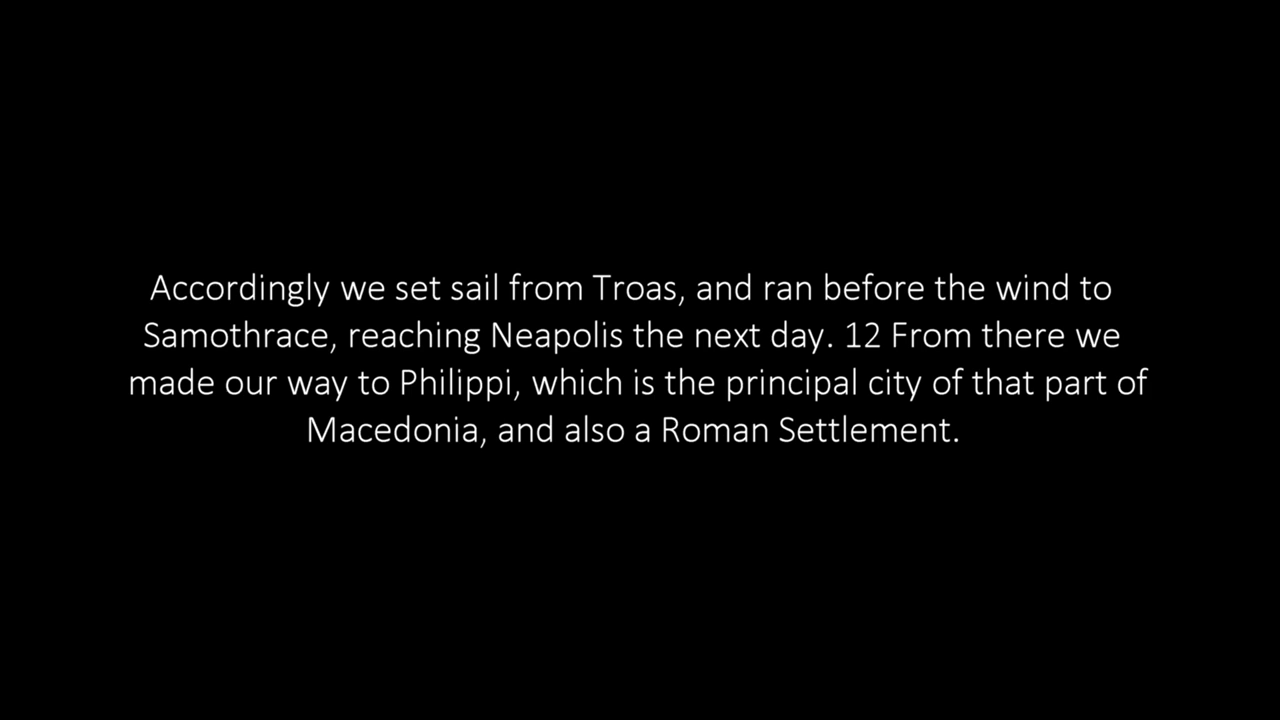 Accordingly we set sail from Troas, and ran before the wind to
Samothrace, reaching Neapolis the next day. 12 From there we
made our way to Philippi, which is the principal city of that part of
Macedonia, and also a Roman Settlement.